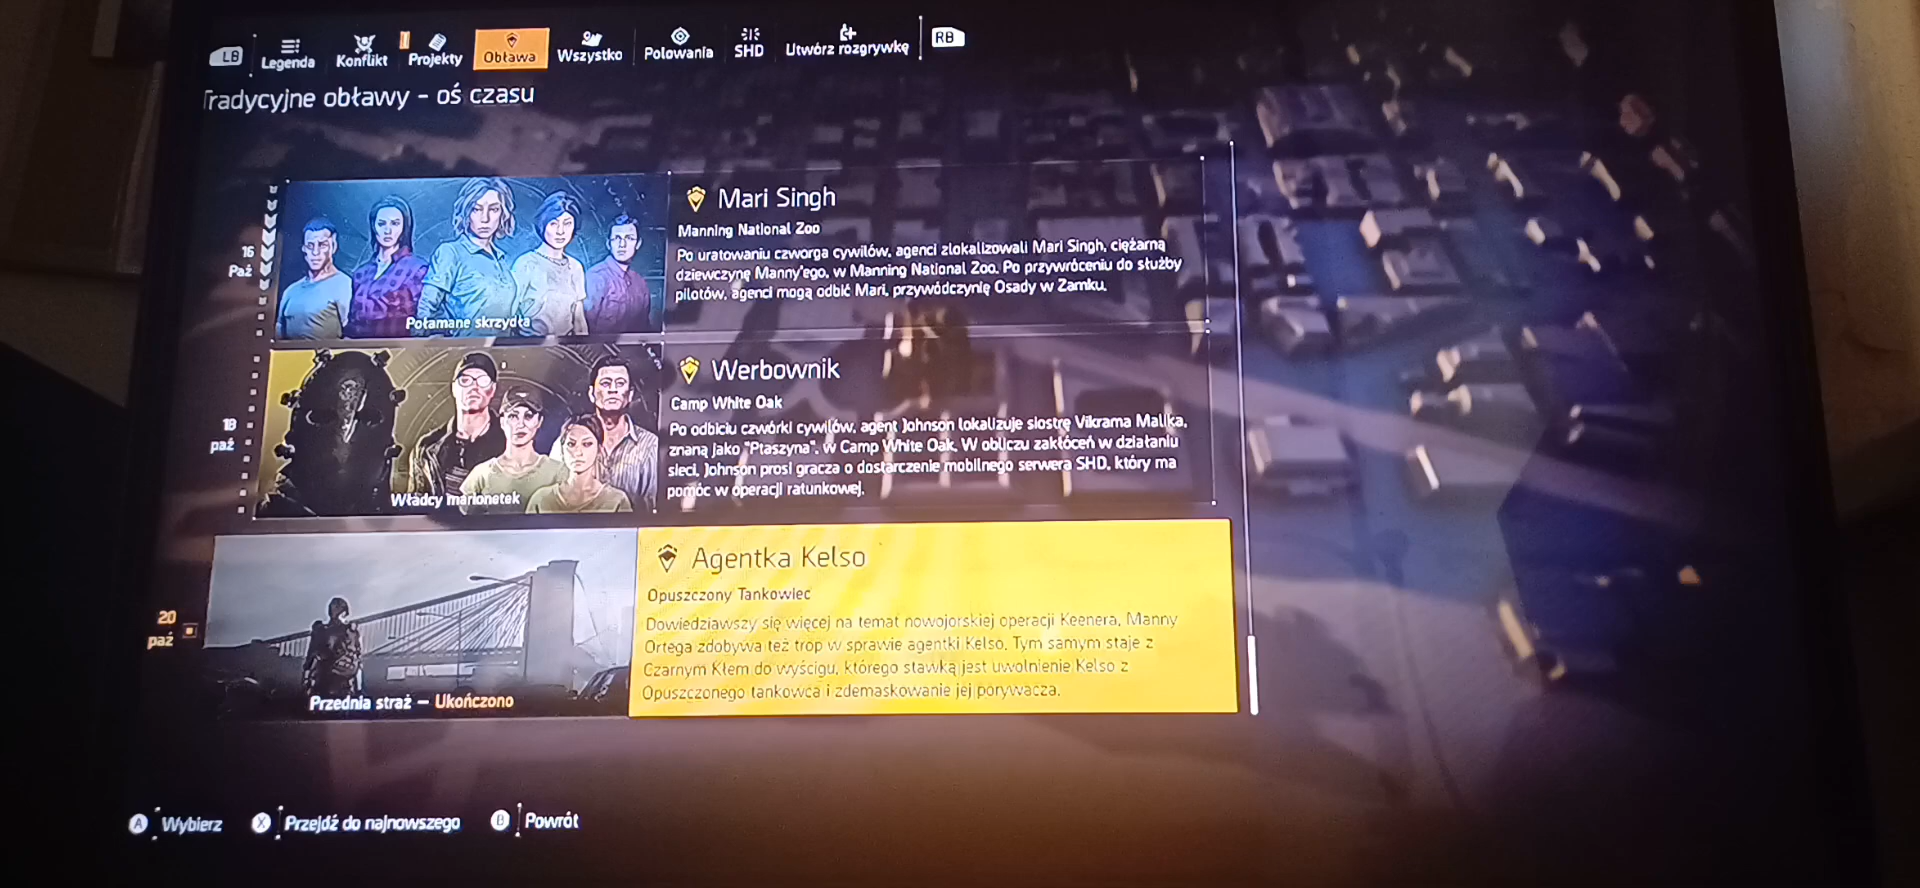 LB
Legenda
Konflikt
Projekty
Obława
Wszystko
Polowania
SHD
Utwórz rozgrywkę
RB
Tradycyjne obławy - oś czasu
16
Paź
Mari Singh
Manning National Zoo
Po uratowaniu czworga cywilów, agenci zlokalizowali Mari Singh, ciężarną
dziewczynę Manny'ego, w Manning National Zoo. Po przywróceniu do służby
pilotów, agenci mogą odbić Mari, przywódczynię Osady w Zamku.
Połamane skrzydła
18
paź
Werbownik
Camp White Oak
Po odbiciu czwórki cywilów, agent Johnson lokalizuje siostrę Vikrama Malika,
znaną jako "Ptaszyna", w Camp White Oak. W obliczu zakłóceń w działaniu
sieci, Johnson prosi gracza o dostarczenie mobilnego serwera SHD, który ma
pomóc w operacji ratunkowej.
Władcy marionetek
20
paź
Agentka Kelso
Opuszczony Tankowiec
Dowiedziawszy się więcej na temat nowojorskiej operacji Keenera, Manny
Ortega zdobywa też trop w sprawie agentki Kelso. Tym samym staje z
Czarnym Kłem do wyścigu, którego stawką jest uwolnienie Kelso z
Opuszczonego tankowca i zdemaskowanie jej porywacza.
Przednia straż — Ukończono
A Wybierz
X Przejdź do najnowszego
B Powrót